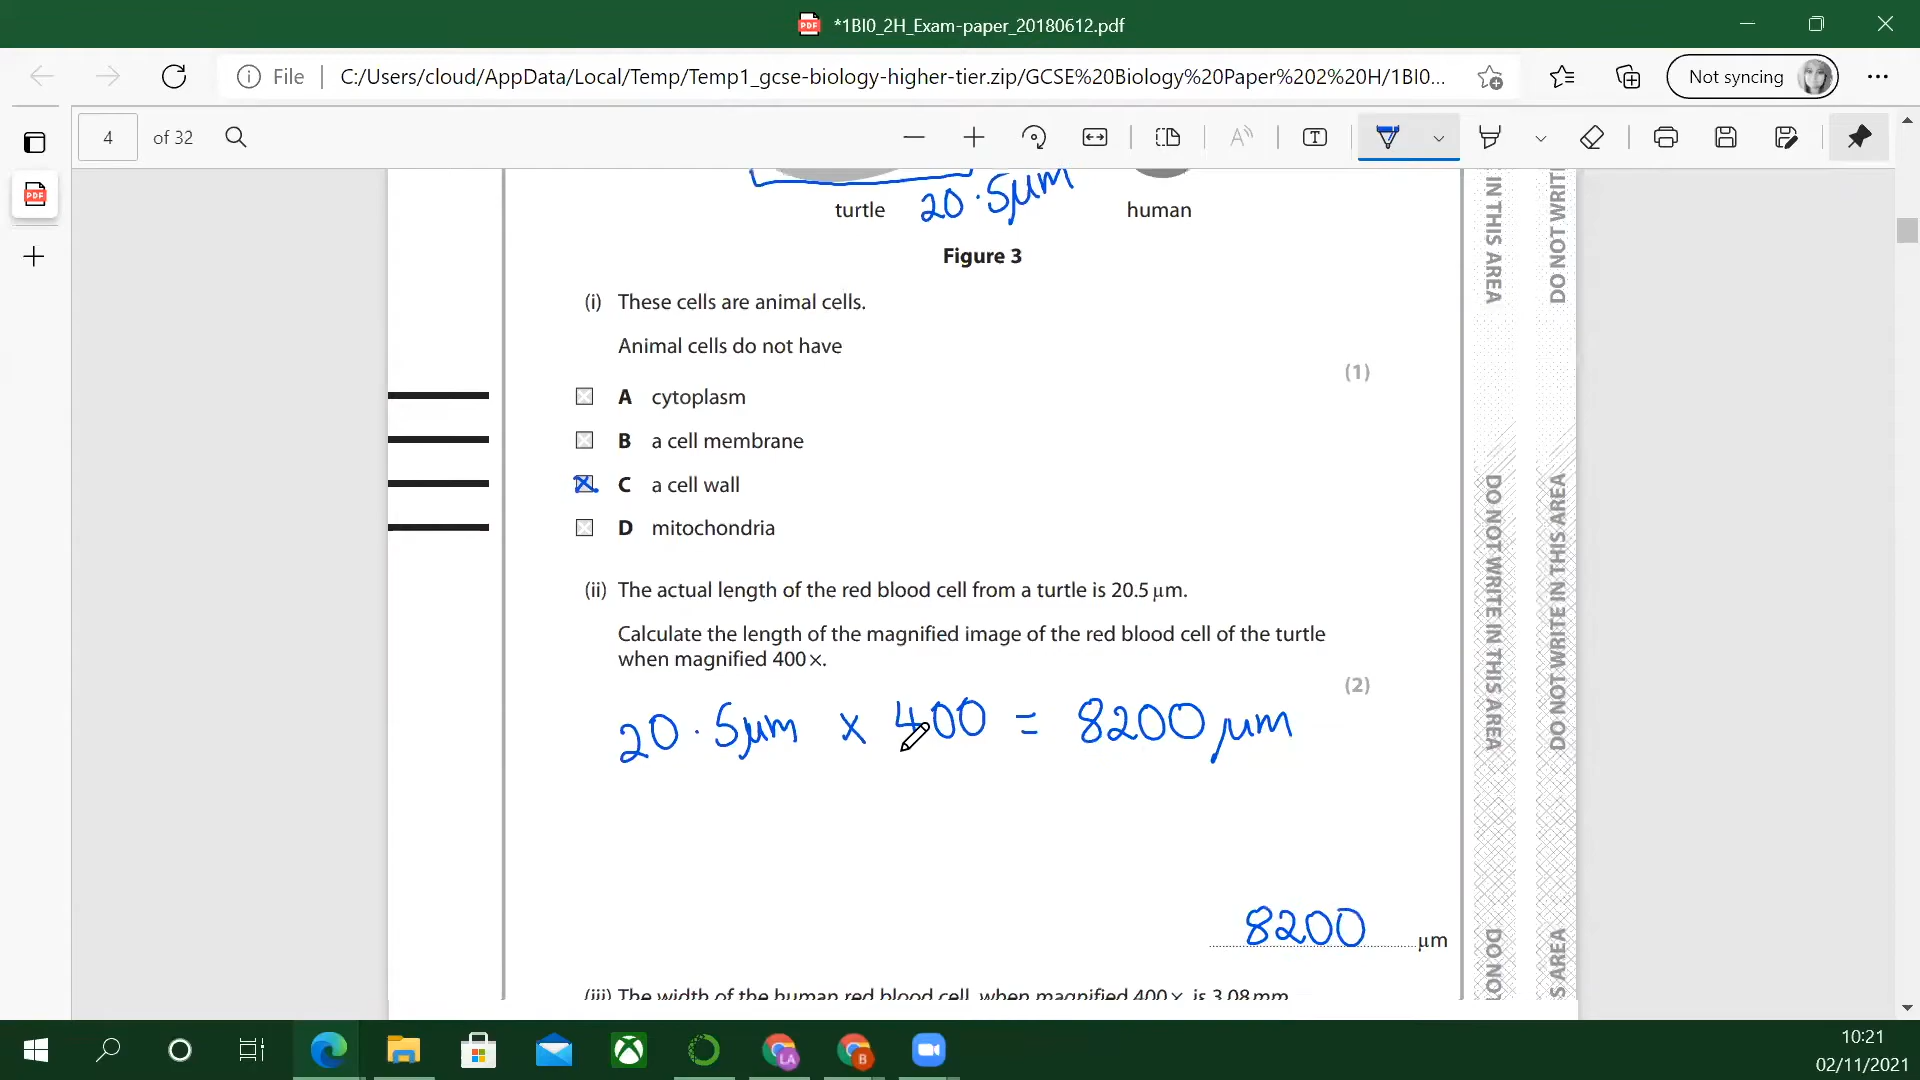 *1BI0_2H_Exam-paper_20180612.pdf
File C:/Users/cloud/AppData/Local/Temp/Temp1_gcse-biology-higher-tier.zip/GCSE%20Biology%20Paper%202%20H/1BI0... Not syncing
4 of 32
20.5µm
turtle human
Figure 3
(i) These cells are animal cells.
Animal cells do not have
(1)
A cytoplasm
B a cell membrane
C a cell wall
D mitochondria
(ii) The actual length of the red blood cell from a turtle is 20.5 µm.
Calculate the length of the magnified image of the red blood cell of the turtle
when magnified 400×.
(2)
20.5µm × 400 = 8200 µm
8200 µm
(iii) The width of the human red blood cell, when magnified 400×, is 3.08 mm
IN THIS AREA
DO NOT WRITE IN THIS AREA
DO NO
DO NOT WRIT
DO NOT WRITE IN THIS AREA
S AREA
10:21
02/11/2021